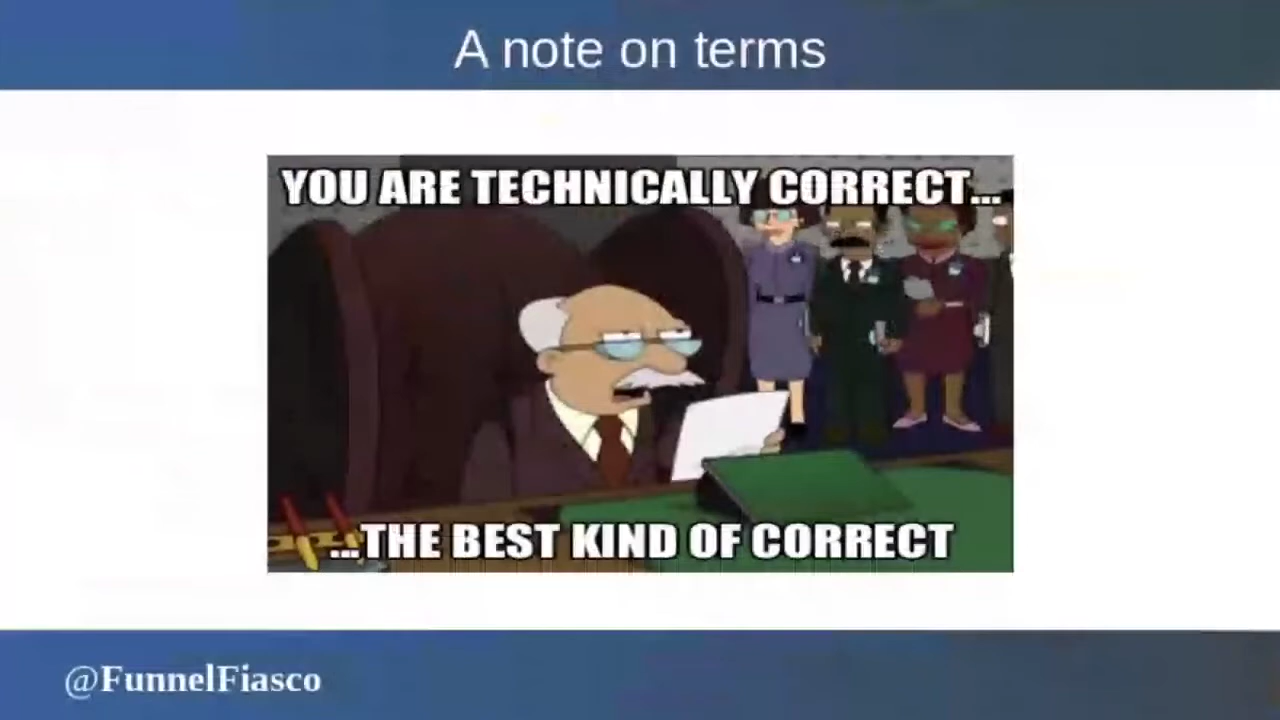 A note on terms
YOU ARE TECHNICALLY CORRECT...
...THE BEST KIND OF CORRECT
@FunnelFiasco